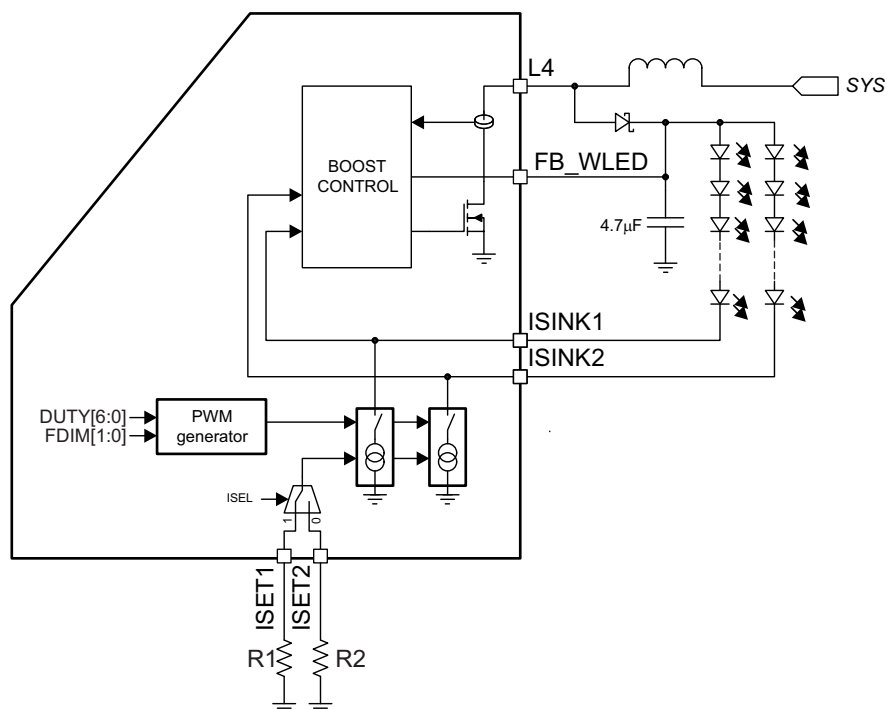 L4
SYS
BOOST
CONTROL
FB_WLED
4.7μF
ISINK1
ISINK2
DUTY[6:0]
FDIM[1:0]
PWM
generator
ISEL
1
0
ISET1
ISET2
R1
R2